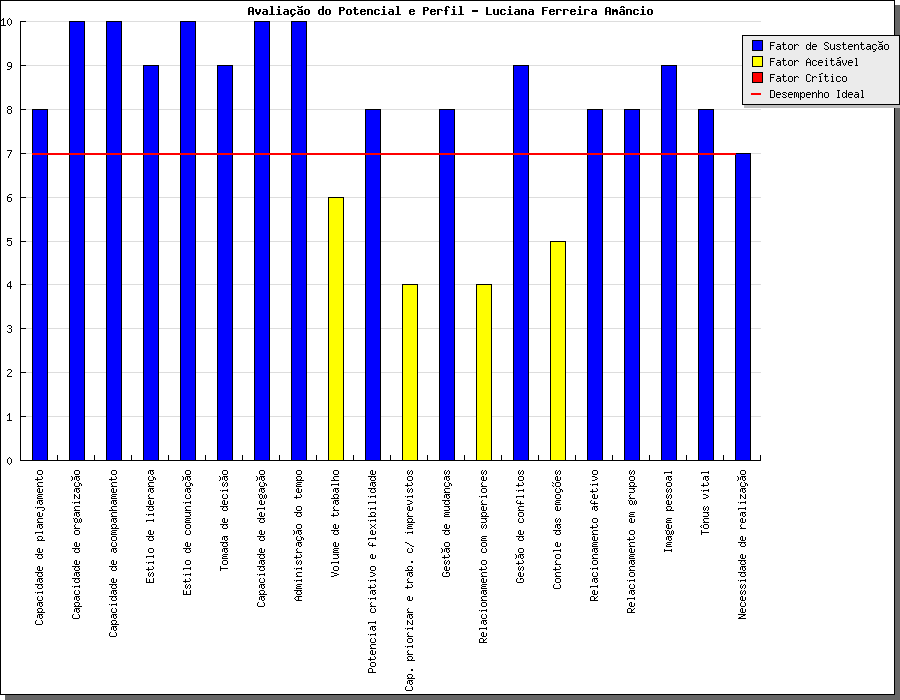 Avaliação do Potencial e Perfil - Luciana Ferreira Amâncio
Fator de Sustentação
Fator Aceitável
Fator Crítico
Desempenho Ideal
10
9
8
7
6
5
4
3
2
1
0
Capacidade de planejamento
Capacidade de organização
Capacidade de acompanhamento
Estilo de liderança
Estilo de comunicação
Tomada de decisão
Capacidade de delegação
Administração do tempo
Volume de trabalho
Potencial criativo e flexibilidade
Cap. priorizar e trab. c/ imprevistos
Gestão de mudanças
Relacionamento com superiores
Gestão de conflitos
Controle das emoções
Relacionamento afetivo
Relacionamento em grupos
Imagem pessoal
Tônus vital
Necessidade de realização